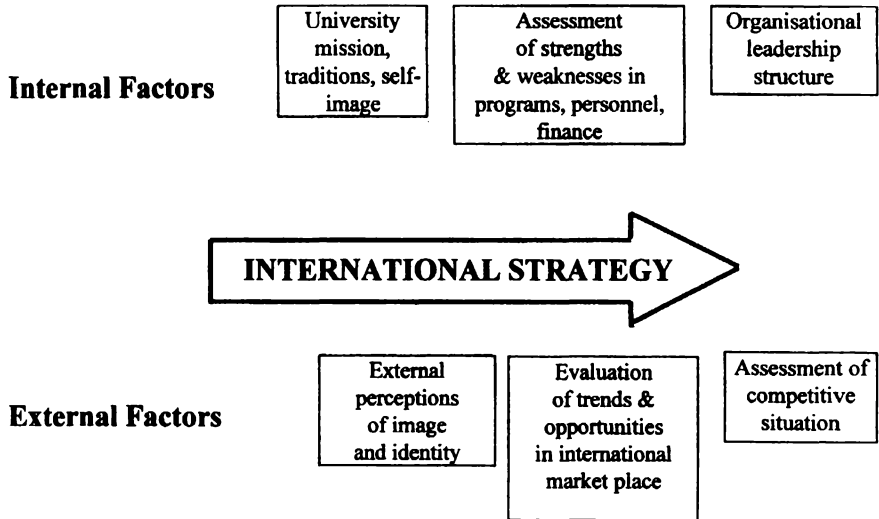 Internal Factors
University
mission,
traditions, self-
image
Assessment
of strengths
& weaknesses in
programs, personnel,
finance
Organisational
leadership
structure
INTERNATIONAL STRATEGY
External Factors
External
perceptions
of image
and identity
Evaluation
of trends &
opportunities
in international
market place
Assessment of
competitive
situation